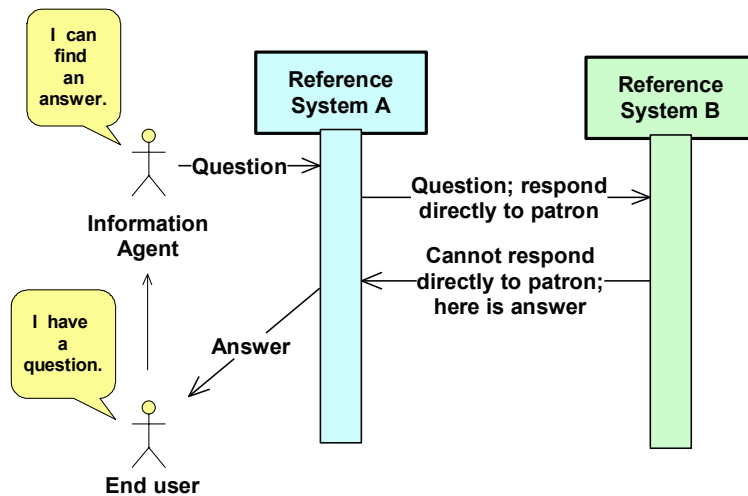 I can
find
an
answer.
Reference
System A
Reference
System B
Question
Question; respond
directly to patron
Information
Agent
Cannot respond
directly to patron;
here is answer
I have
a
question.
Answer
End user